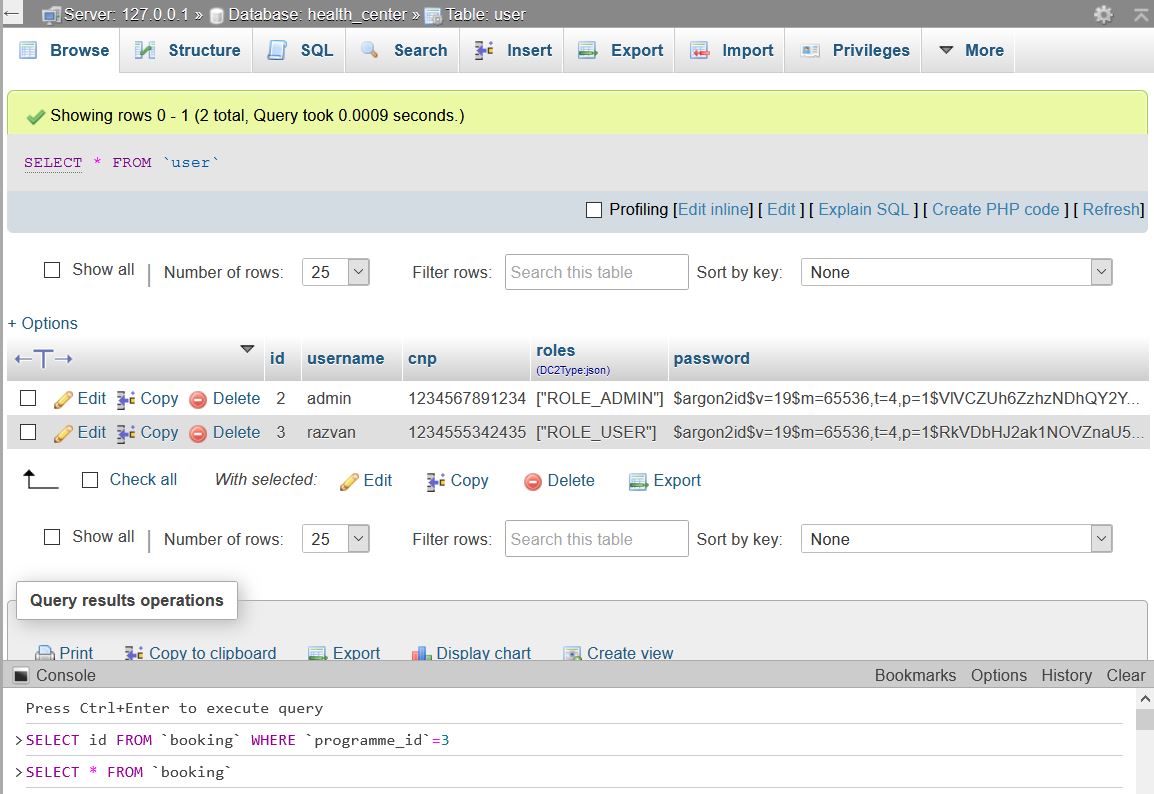 Server: 127.0.0.1 » Database: health_center » Table: user
Browse Structure SQL Search Insert Export Import Privileges More
Showing rows 0 - 1 (2 total, Query took 0.0009 seconds.)
SELECT * FROM `user`
Profiling [Edit inline] [ Edit ] [ Explain SQL ] [ Create PHP code ] [ Refresh]
Show all | Number of rows: 25 Filter rows: Search this table Sort by key: None
+ Options
←T→ id username cnp roles (DC2Type:json) password
Edit Copy Delete 2 admin 1234567891234 ["ROLE_ADMIN"] $argon2id$v=19$m=65536,t=4,p=1$VlVCZUh6ZzhzNDhQY2Y...
Edit Copy Delete 3 razvan 1234555342435 ["ROLE_USER"] $argon2id$v=19$m=65536,t=4,p=1$RkVDbHJ2ak1NOVZnaU5...
Check all With selected: Edit Copy Delete Export
Show all | Number of rows: 25 Filter rows: Search this table Sort by key: None
Query results operations
Print Copy to clipboard Export Display chart Create view
Console Bookmarks Options History Clear
Press Ctrl+Enter to execute query
>SELECT id FROM `booking` WHERE `programme_id`=3
>SELECT * FROM `booking`